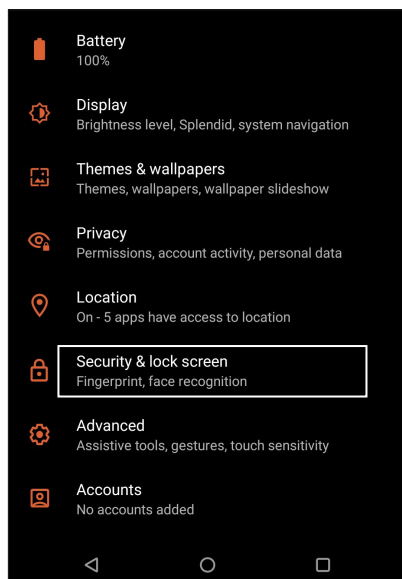 Battery
100%
Display
Brightness level, Splendid, system navigation
Themes & wallpapers
Themes, wallpapers, wallpaper slideshow
Privacy
Permissions, account activity, personal data
Location
On - 5 apps have access to location
Security & lock screen
Fingerprint, face recognition
Advanced
Assistive tools, gestures, touch sensitivity
Accounts
No accounts added